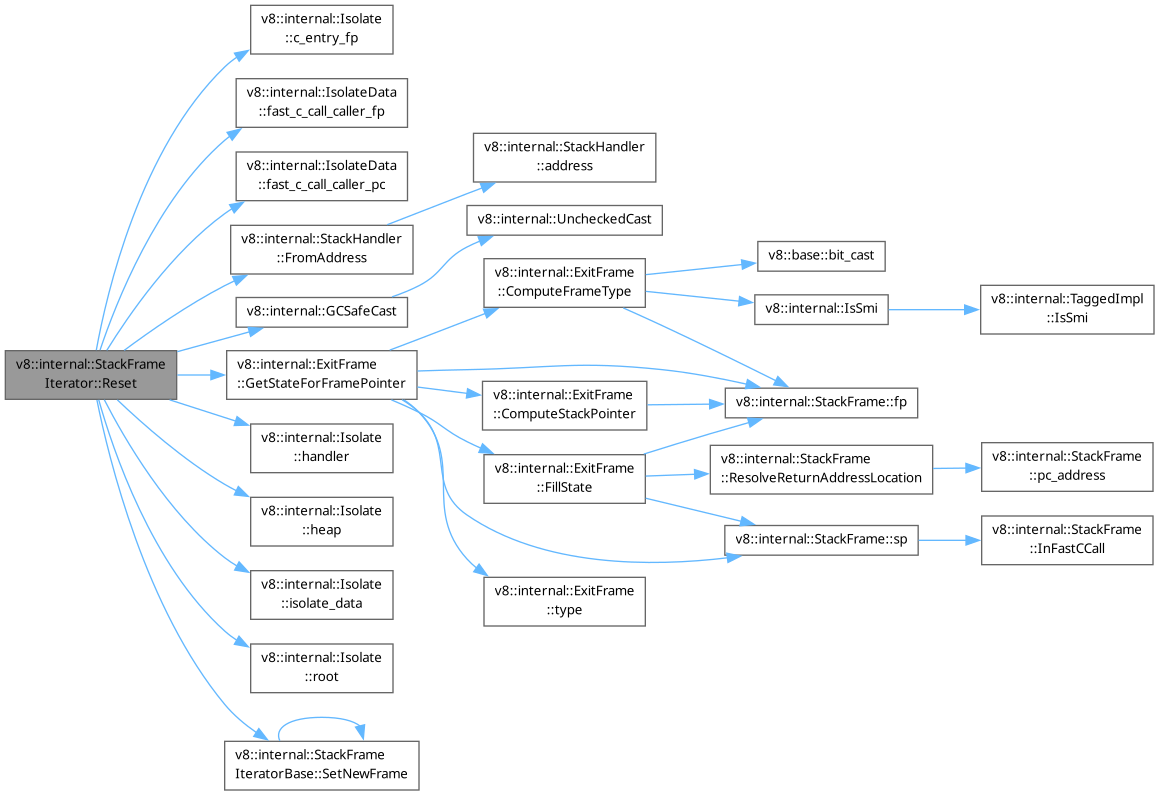 v8::internal::Isolate
::c_entry_fp
v8::internal::IsolateData
::fast_c_call_caller_fp
v8::internal::IsolateData
::fast_c_call_caller_pc
v8::internal::StackHandler
::FromAddress
v8::internal::GCSafeCast
v8::internal::StackFrame
Iterator::Reset
v8::internal::ExitFrame
::GetStateForFramePointer
v8::internal::Isolate
::handler
v8::internal::Isolate
::heap
v8::internal::Isolate
::isolate_data
v8::internal::Isolate
::root
v8::internal::StackFrame
IteratorBase::SetNewFrame
v8::internal::StackHandler
::address
v8::internal::UncheckedCast
v8::internal::ExitFrame
::ComputeFrameType
v8::internal::ExitFrame
::ComputeStackPointer
v8::internal::ExitFrame
::FillState
v8::internal::ExitFrame
::type
v8::base::bit_cast
v8::internal::IsSmi
v8::internal::StackFrame::fp
v8::internal::StackFrame
::ResolveReturnAddressLocation
v8::internal::StackFrame::sp
v8::internal::TaggedImpl
::IsSmi
v8::internal::StackFrame
::pc_address
v8::internal::StackFrame
::InFastCCall